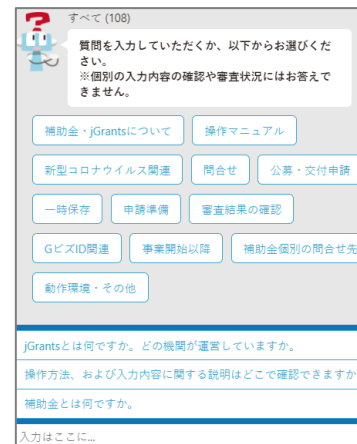 すべて (108)
質問を入力していただくか、以下からお選びくだ
さい。
※個別の入力内容の確認や審査状況にはお答えで
きません。
補助金・jGrantsについて 操作マニュアル
新型コロナウイルス関連 問合せ 公募・交付申請
一時保存 申請準備 審査結果の確認
GビズID関連 事業開始以降 補助金個別の問合せ先
動作環境・その他
jGrantsとは何ですか。どの機関が運営していますか。
操作方法、および入力内容に関する説明はどこで確認できますか
補助金とは何ですか。
入力はここに...